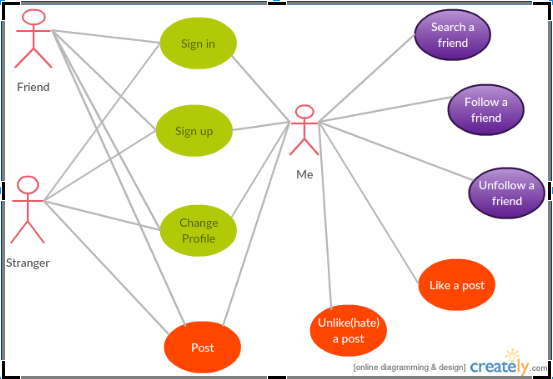 Friend
Stranger
Sign in
Sign up
Change
Profile
Post
Me
Search a
friend
Follow a
friend
Unfollow a
friend
Like a post
Unlike(hate)
a post
[online diagramming & design] creately.com